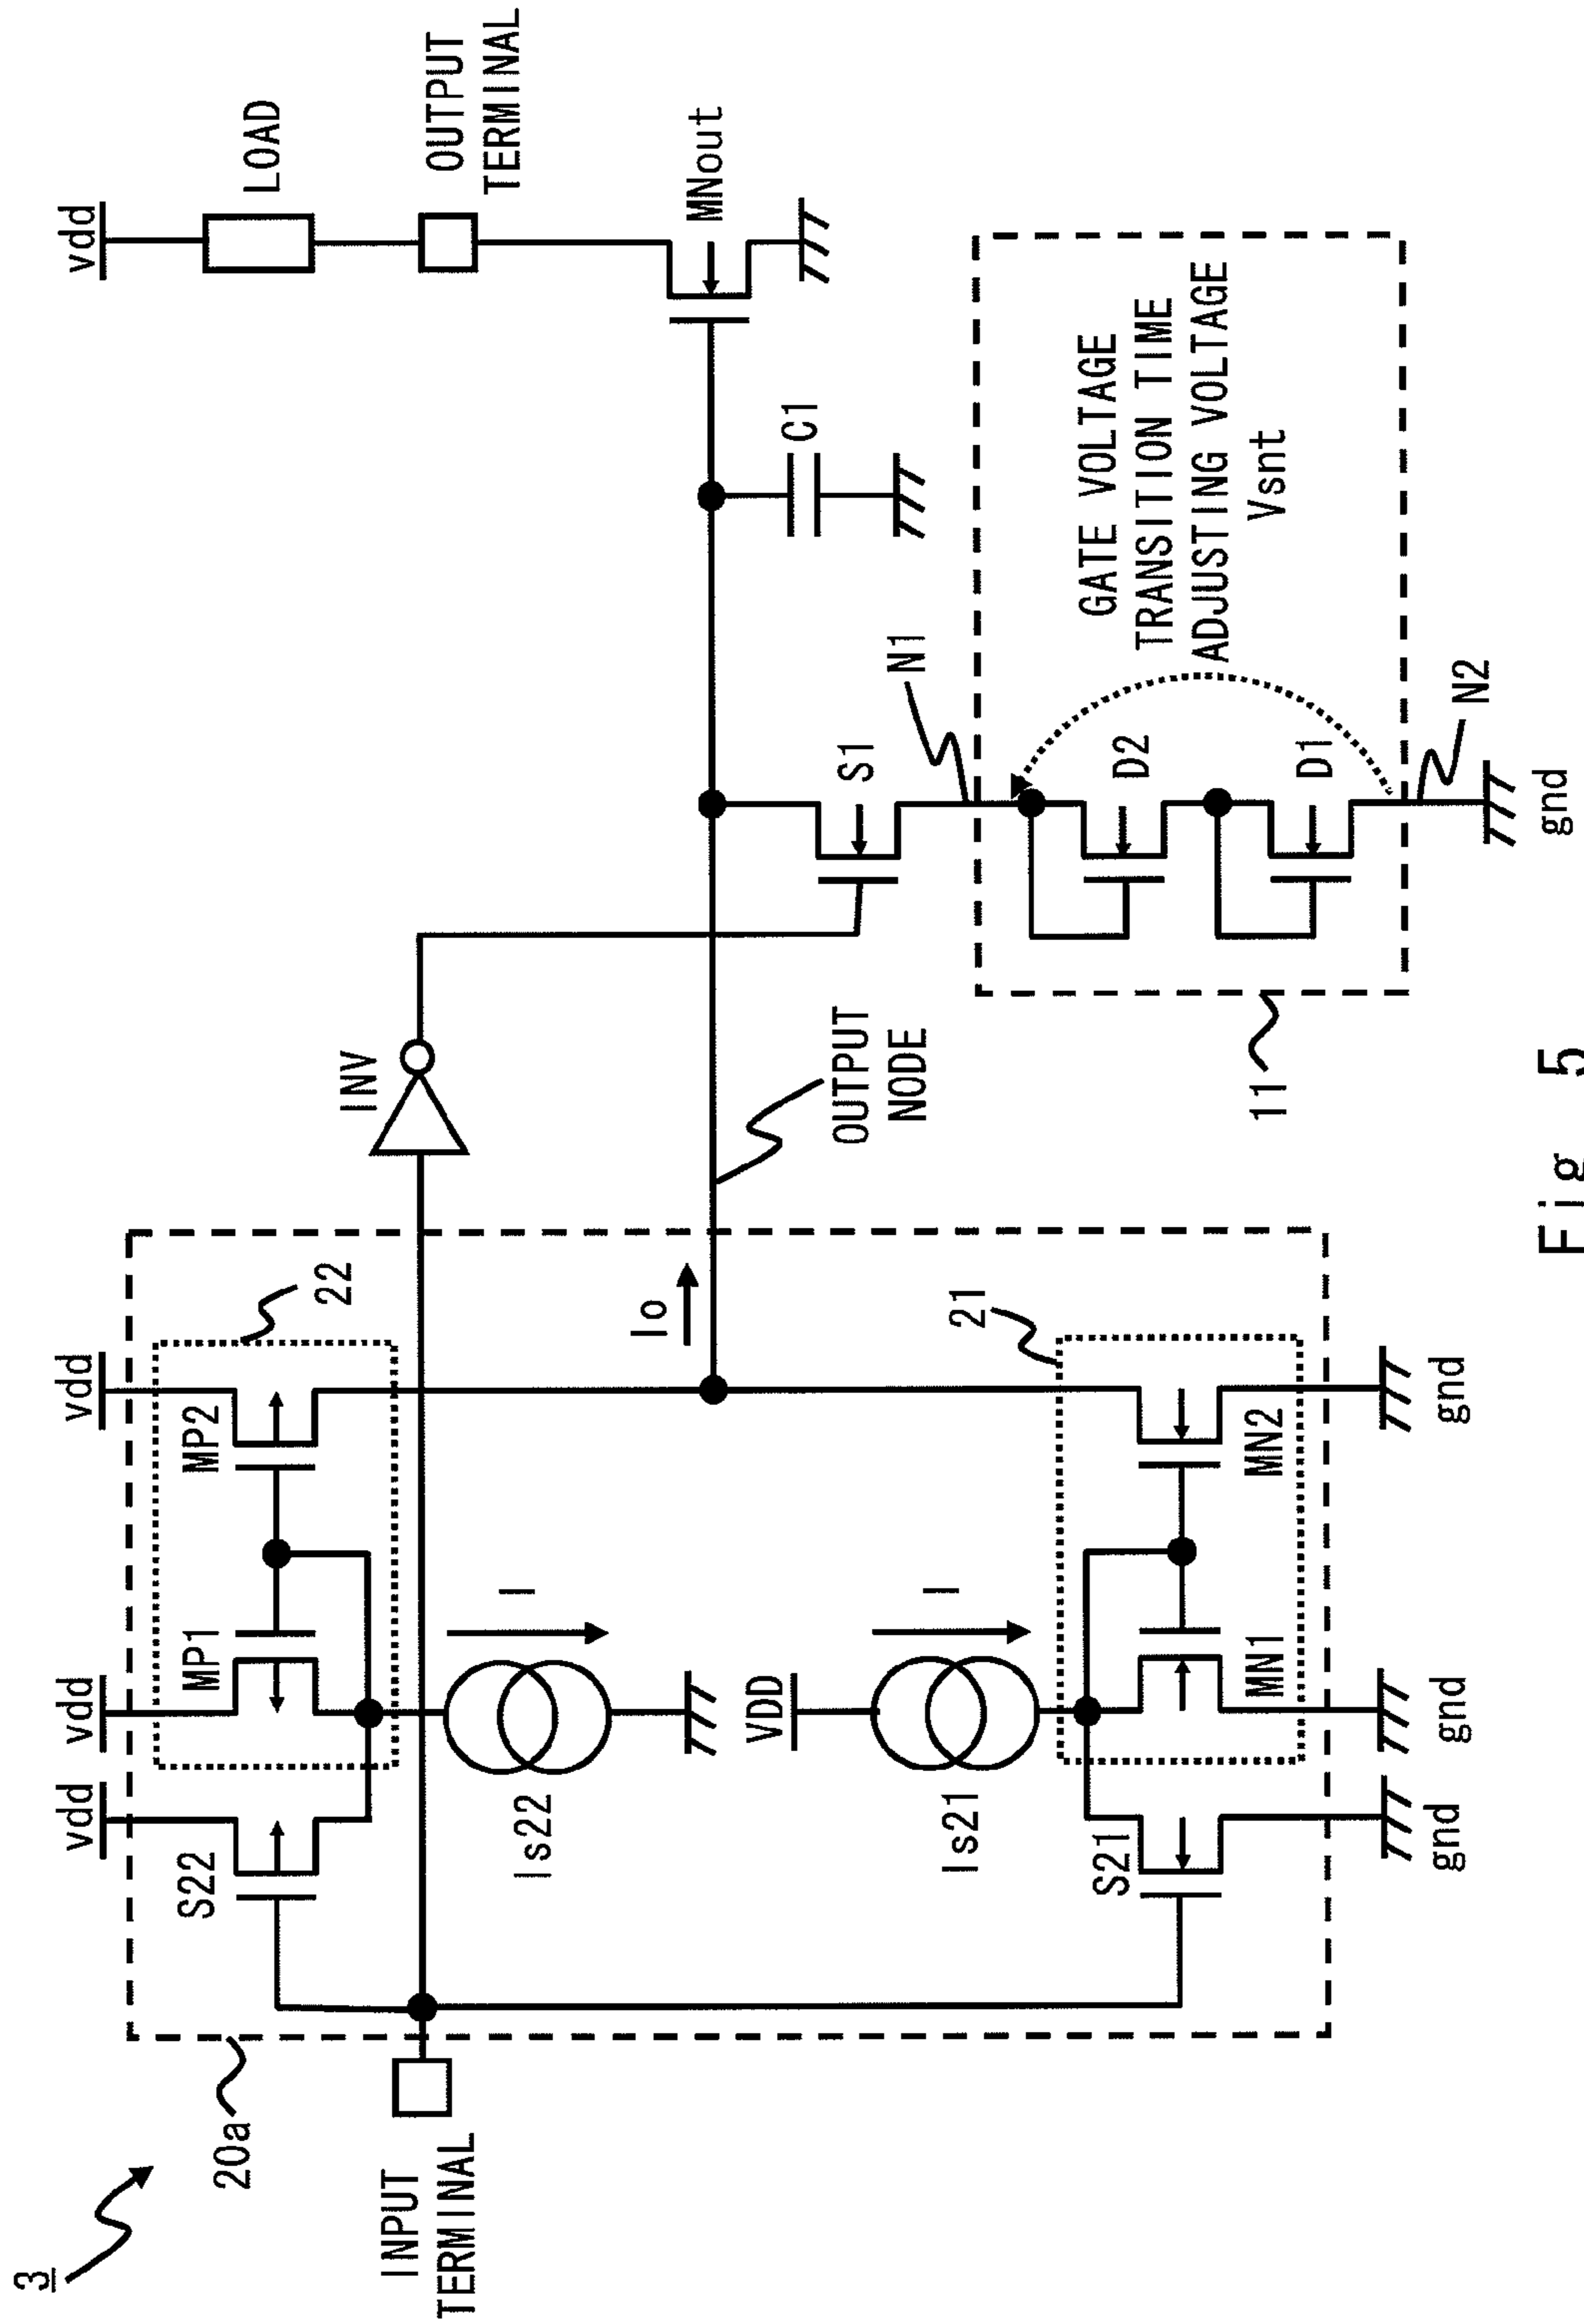 3
20a
INPUT
TERMINAL
vdd
S22
vdd
MP1
vdd
MP2
22
Is22
I
VDD
Is21
I
Io
21
S21
gnd
MN1
gnd
MN2
gnd
INV
OUTPUT
NODE
S1
N1
C1
vdd
LOAD
OUTPUT
TERMINAL
MNout
GATE VOLTAGE
TRANSITION TIME
ADJUSTING VOLTAGE
Vsnt
D2
D1
11
N2
gnd
Fig 5